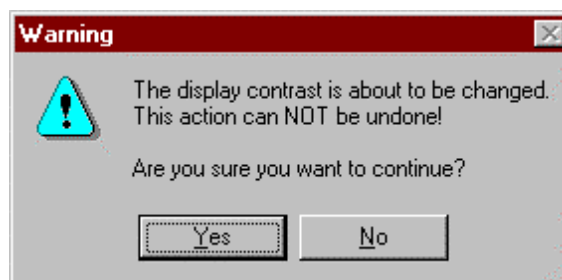 Warning
The display contrast is about to be changed.
This action can NOT be undone!
Are you sure you want to continue?
Yes No